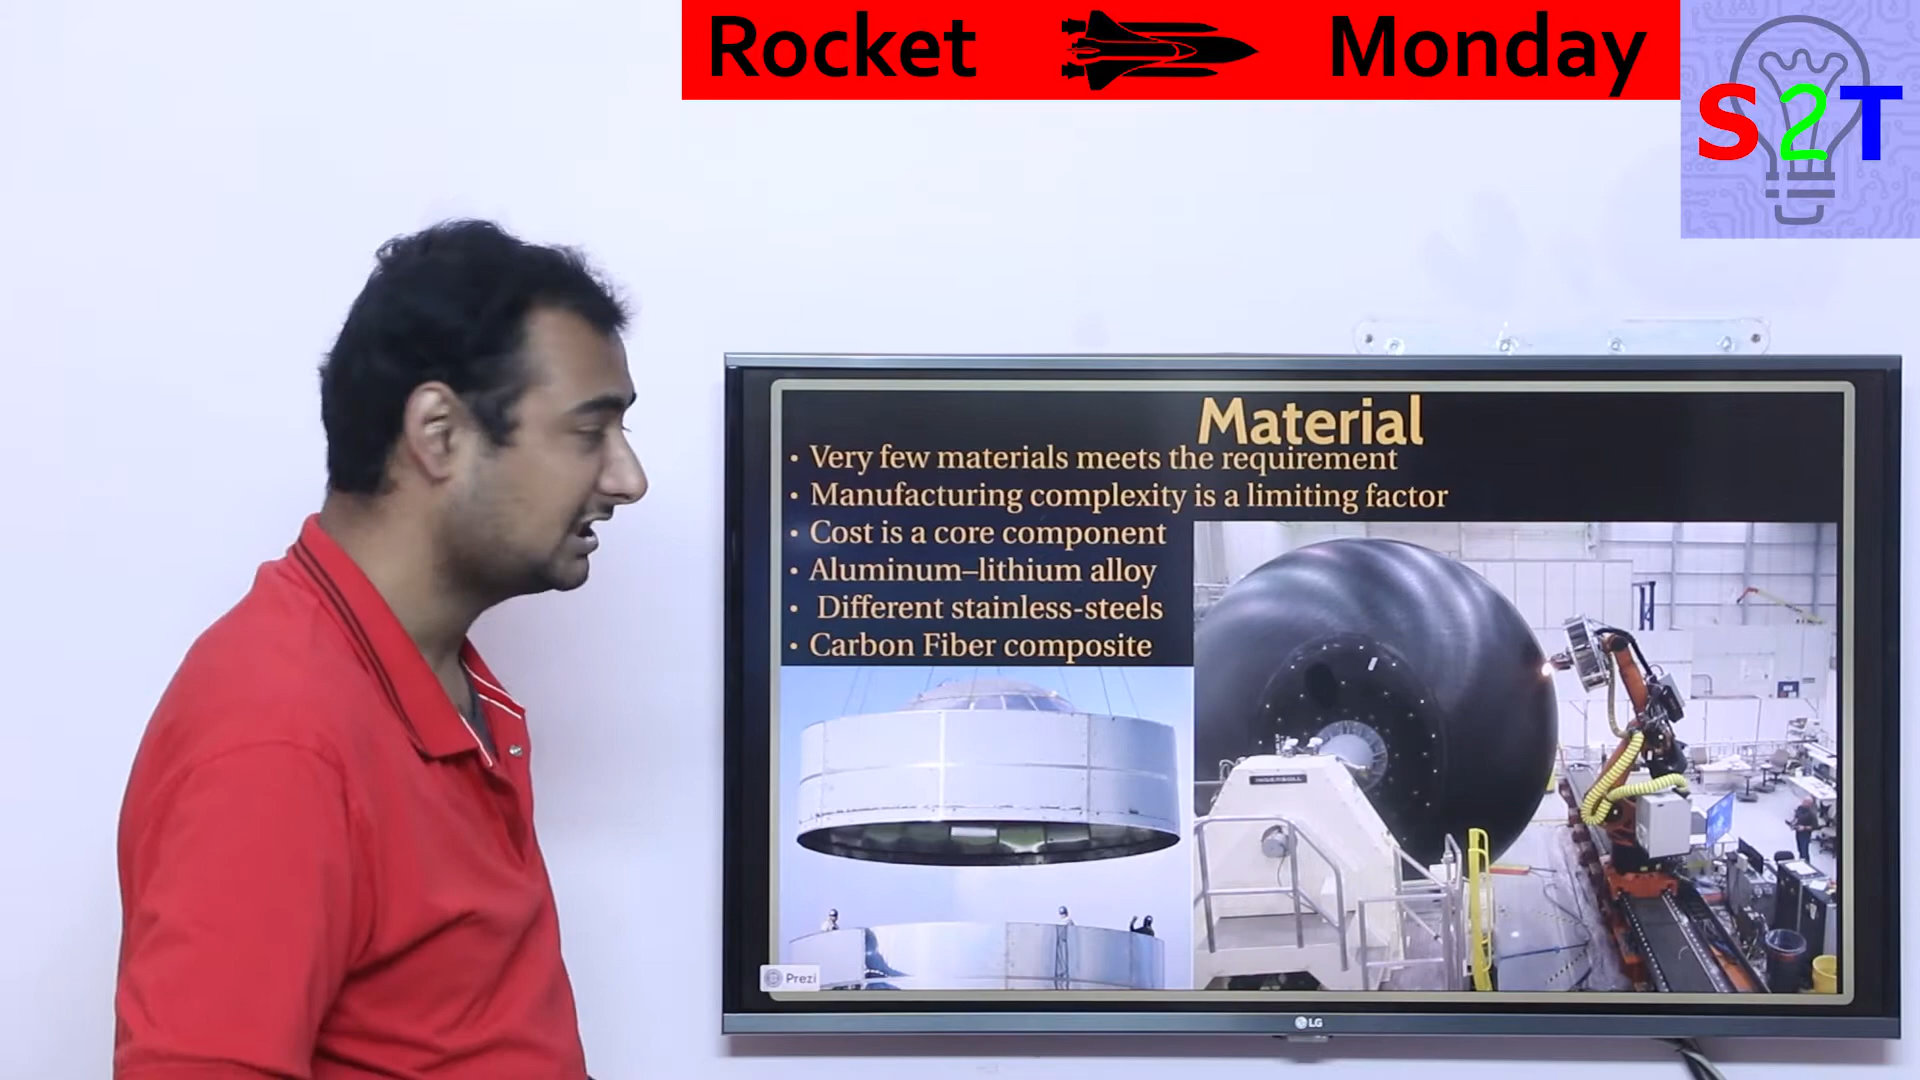 Rocket Monday
S2T
Material
• Very few materials meets the requirement
• Manufacturing complexity is a limiting factor
• Cost is a core component
• Aluminum–lithium alloy
• Different stainless-steels
• Carbon Fiber composite
INGERSOLL
Prezi
LG